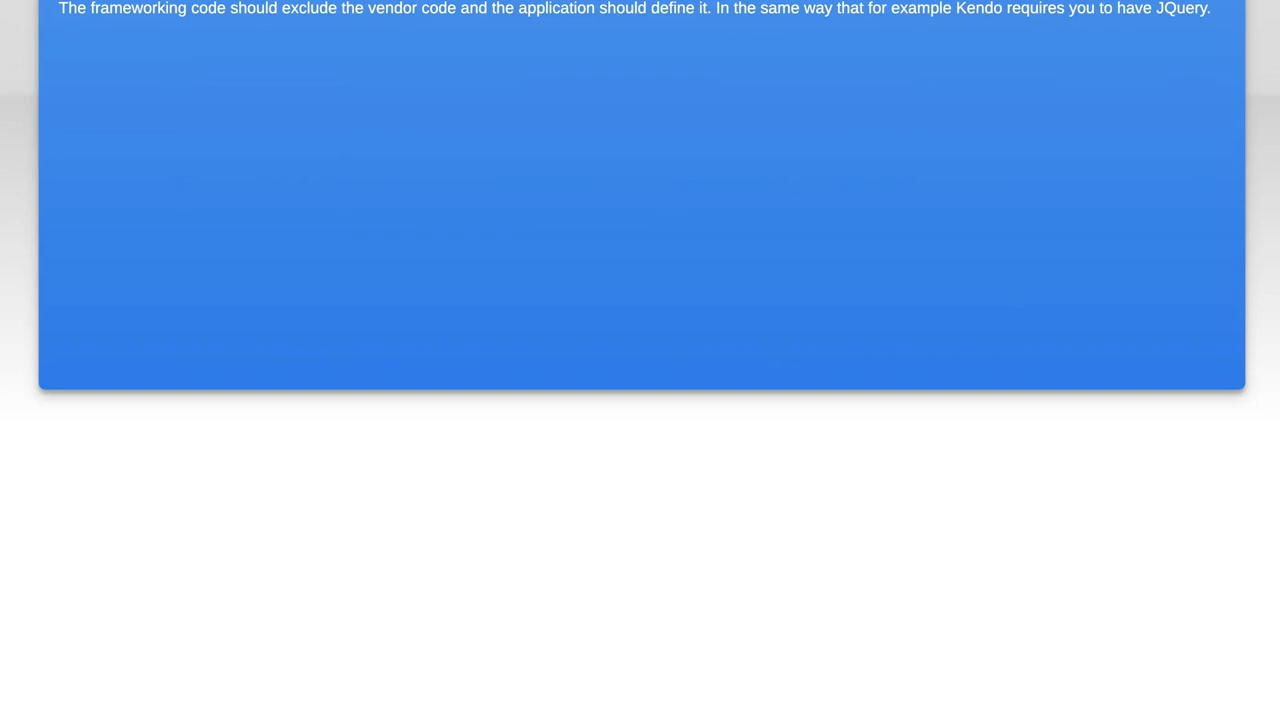 The frameworking code should exclude the vendor code and the application should define it. In the same way that for example Kendo requires you to have JQuery.